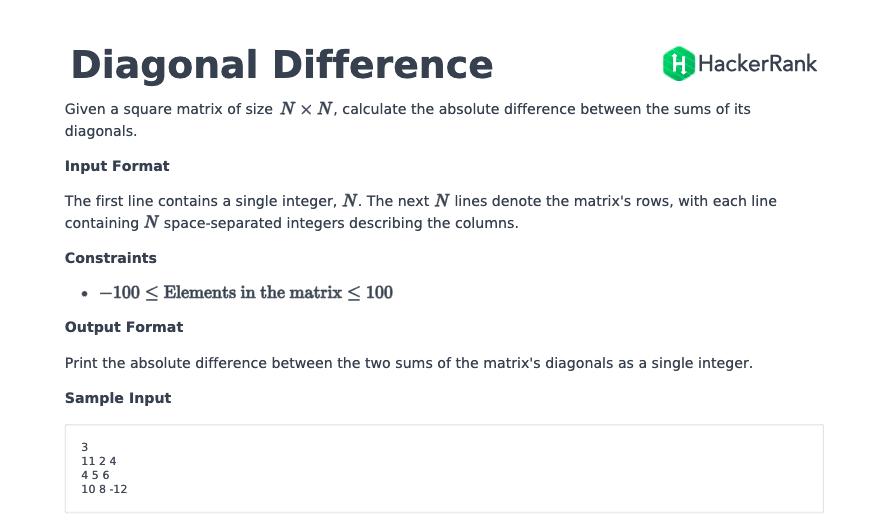 Diagonal Difference
HackerRank
Given a square matrix of size N × N, calculate the absolute difference between the sums of its
diagonals.
Input Format
The first line contains a single integer, N. The next N lines denote the matrix's rows, with each line
containing N space-separated integers describing the columns.
Constraints
• −100 ≤ Elements in the matrix ≤ 100
Output Format
Print the absolute difference between the two sums of the matrix's diagonals as a single integer.
Sample Input
3
11 2 4
4 5 6
10 8 -12